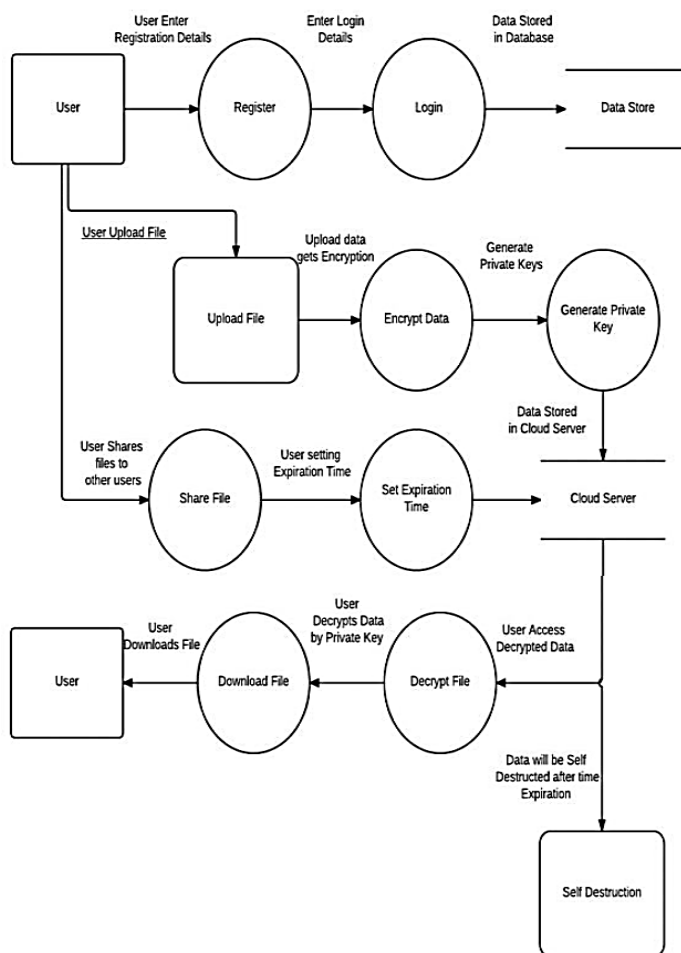 User Enter
Registration Details
Enter Login
Details
Data Stored
in Database
User
Register
Login
Data Store
User Upload File
Upload data
gets Encryption
Generate
Private Keys
Upload File
Encrypt Data
Generate Private
Key
Data Stored
in Cloud Server
User Shares
files to
other users
User setting
Expiration Time
Share File
Set Expiration
Time
Cloud Server
User
Downloads File
User
Decrypts Data
by Private Key
User Access
Decrypted Data
User
Download File
Decrypt File
Data will be Self
Destructed after time
Expiration
Self Destruction